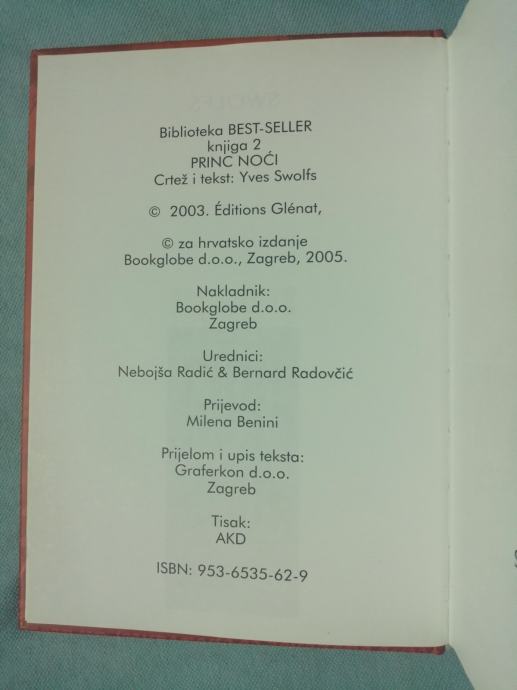 Biblioteka BEST-SELLER
knjiga 2
PRINC NOĆI
Crtež i tekst: Yves Swolfs
© 2003. Éditions Glénat,
© za hrvatsko izdanje
Bookglobe d.o.o., Zagreb, 2005.
Nakladnik:
Bookglobe d.o.o.
Zagreb
Urednici:
Nebojša Radić & Bernard Radovčić
Prijevod:
Milena Benini
Prijelom i upis teksta:
Graferkon d.o.o.
Zagreb
Tisak:
AKD
ISBN: 953-6535-62-9